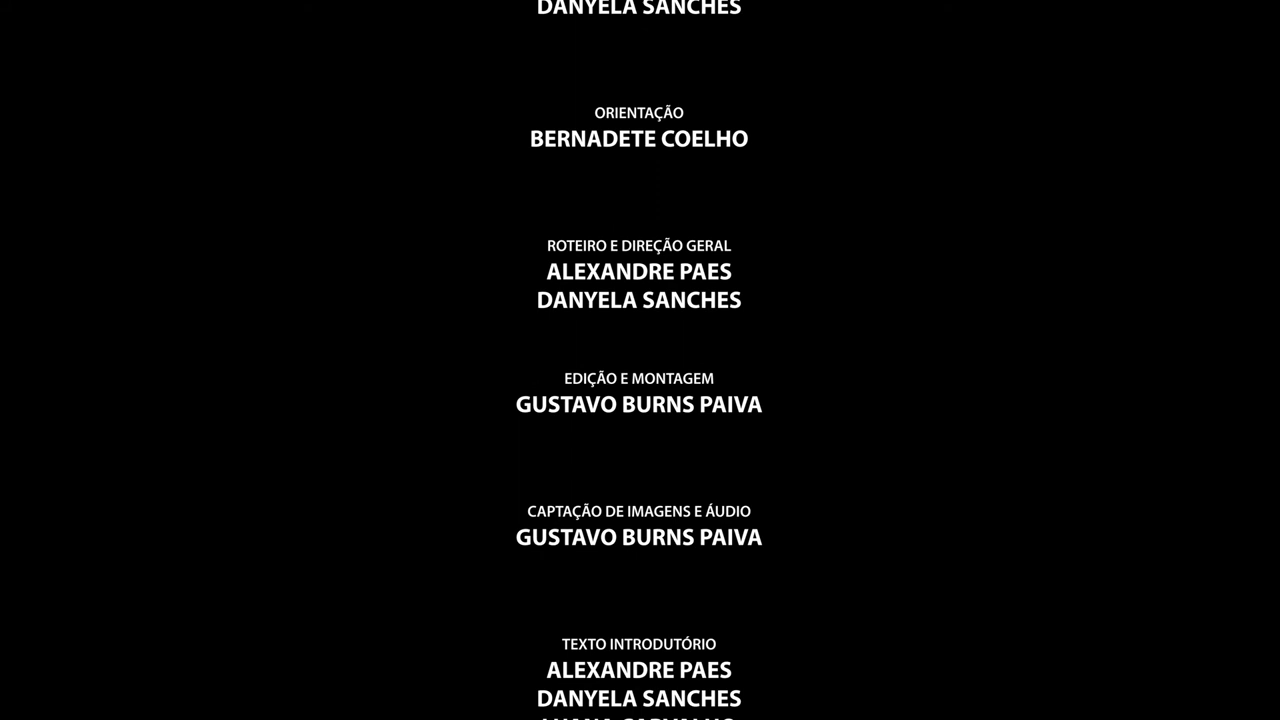 DANYELA SANCHES
ORIENTAÇÃO
BERNADETE COELHO
ROTEIRO E DIREÇÃO GERAL
ALEXANDRE PAES
DANYELA SANCHES
EDIÇÃO E MONTAGEM
GUSTAVO BURNS PAIVA
CAPTAÇÃO DE IMAGENS E ÁUDIO
GUSTAVO BURNS PAIVA
TEXTO INTRODUTÓRIO
ALEXANDRE PAES
DANYELA SANCHES